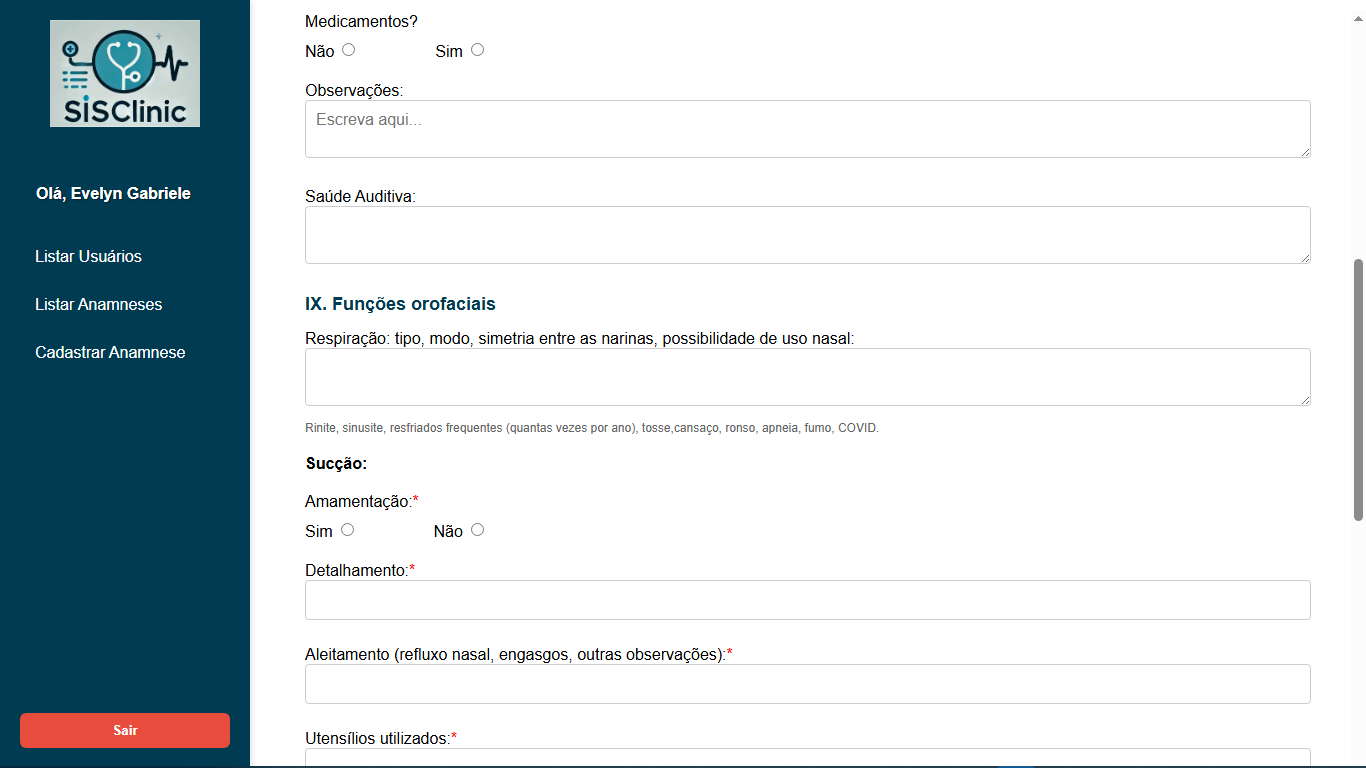 SiSClinic
Olá, Evelyn Gabriele
Listar Usuários
Listar Anamneses
Cadastrar Anamnese
Sair
Medicamentos?
Não Sim
Observações:
Escreva aqui...
Saúde Auditiva:
IX. Funções orofaciais
Respiração: tipo, modo, simetria entre as narinas, possibilidade de uso nasal:
Rinite, sinusite, resfriados frequentes (quantas vezes por ano), tosse,cansaço, ronso, apneia, fumo, COVID.
Sucção:
Amamentação:*
Sim Não
Detalhamento:*
Aleitamento (refluxo nasal, engasgos, outras observações):*
Utensílios utilizados:*